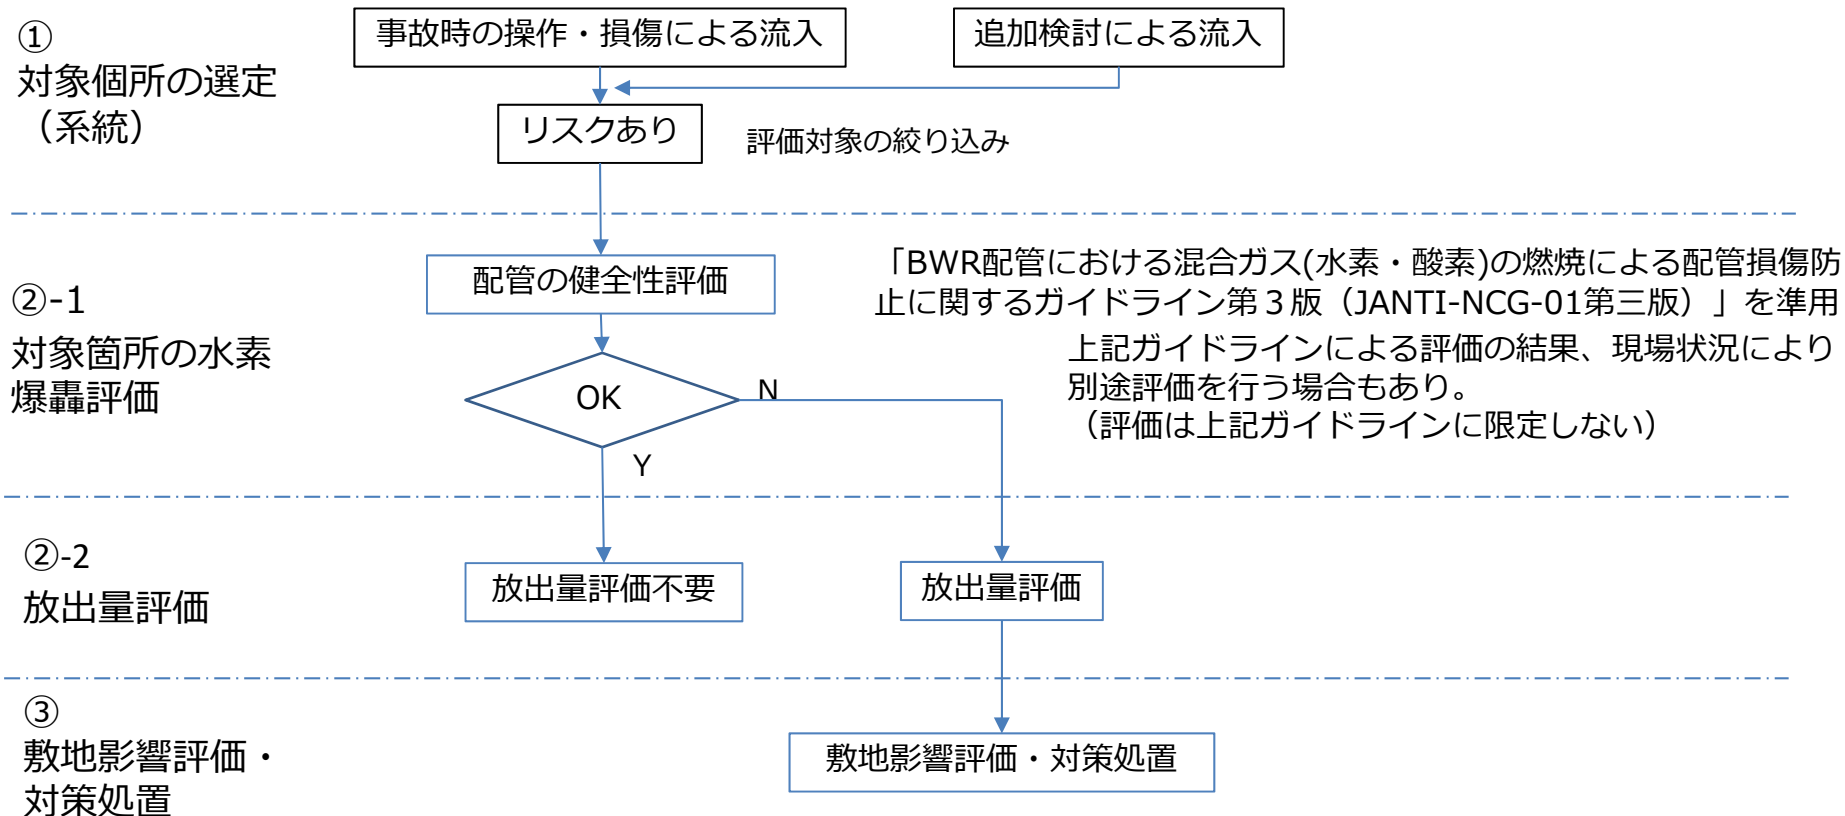 ①
対象個所の選定
（系統）
事故時の操作・損傷による流入
追加検討による流入
リスクあり
評価対象の絞り込み
②-1
対象箇所の水素
爆轟評価
配管の健全性評価
「BWR配管における混合ガス(水素・酸素)の燃焼による配管損傷防
止に関するガイドライン第３版（JANTI-NCG-01第三版）」を準用
上記ガイドラインによる評価の結果、現場状況により
別途評価を行う場合もあり。
（評価は上記ガイドラインに限定しない）
OK
N
Y
②-2
放出量評価
放出量評価不要
放出量評価
③
敷地影響評価・
対策処置
敷地影響評価・対策処置